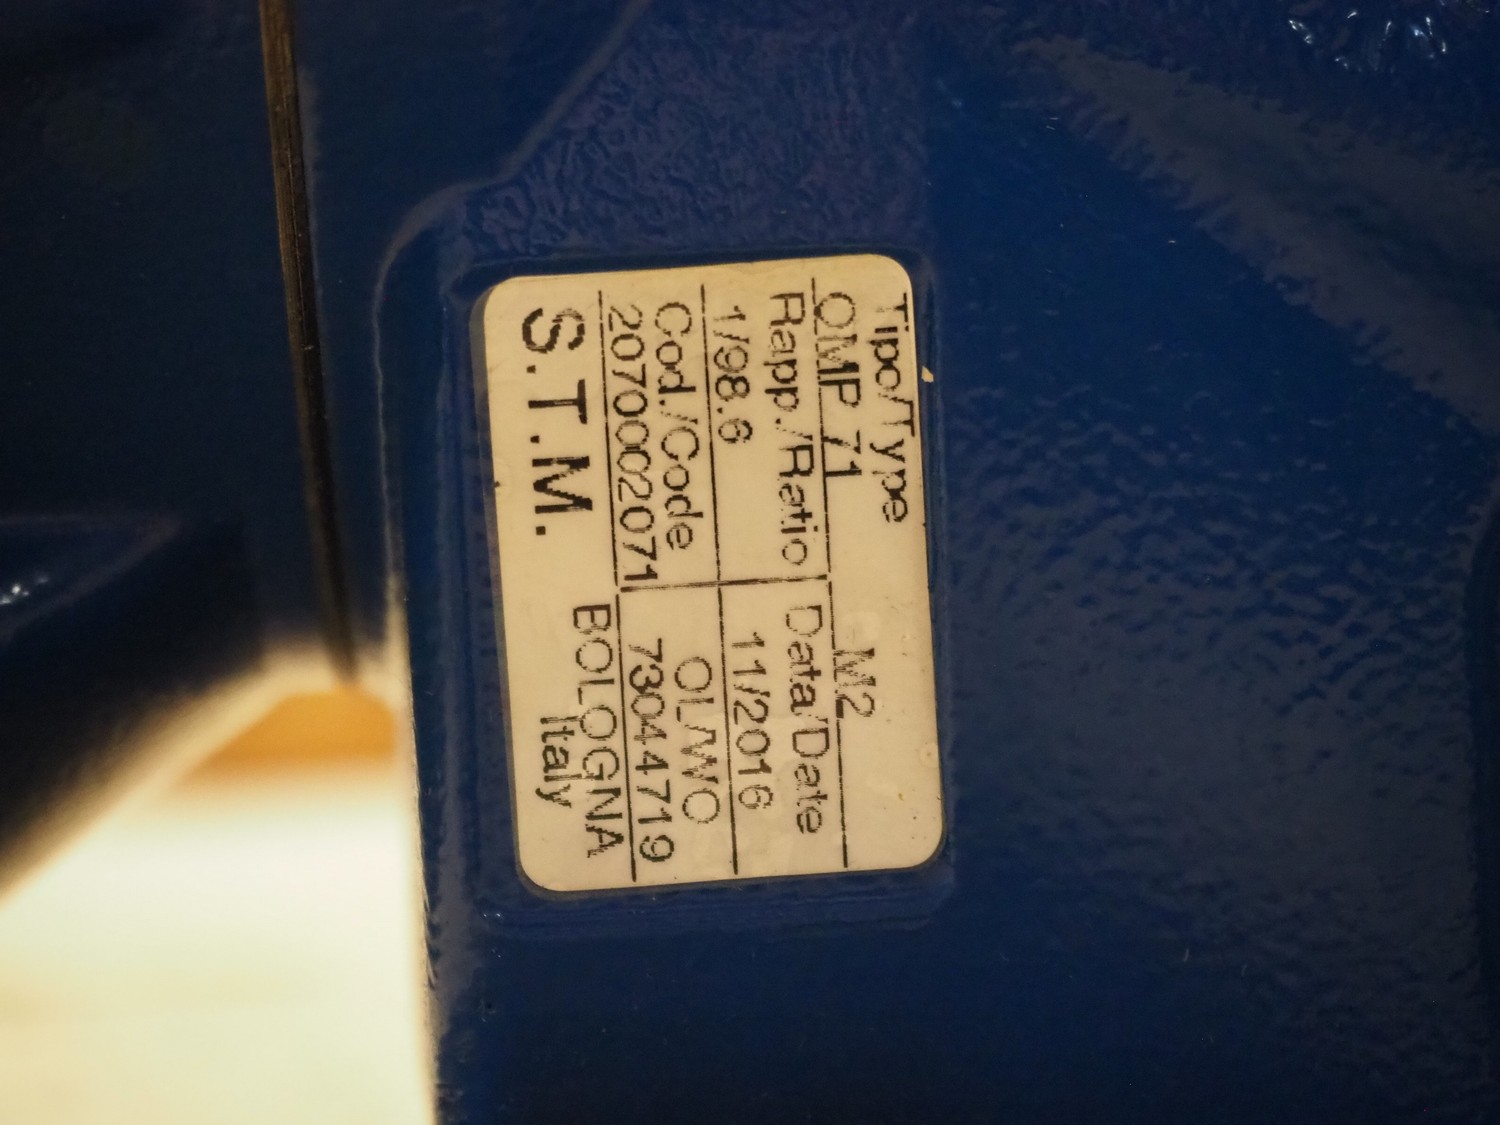 Tipo/Type
OMP 71 M2
Rapp./Ratio Data/Date
1/98.6 11/2016
Cod./Code OL/WO
2070002071 73044719
S.T.M. BOLOGNA
Italy